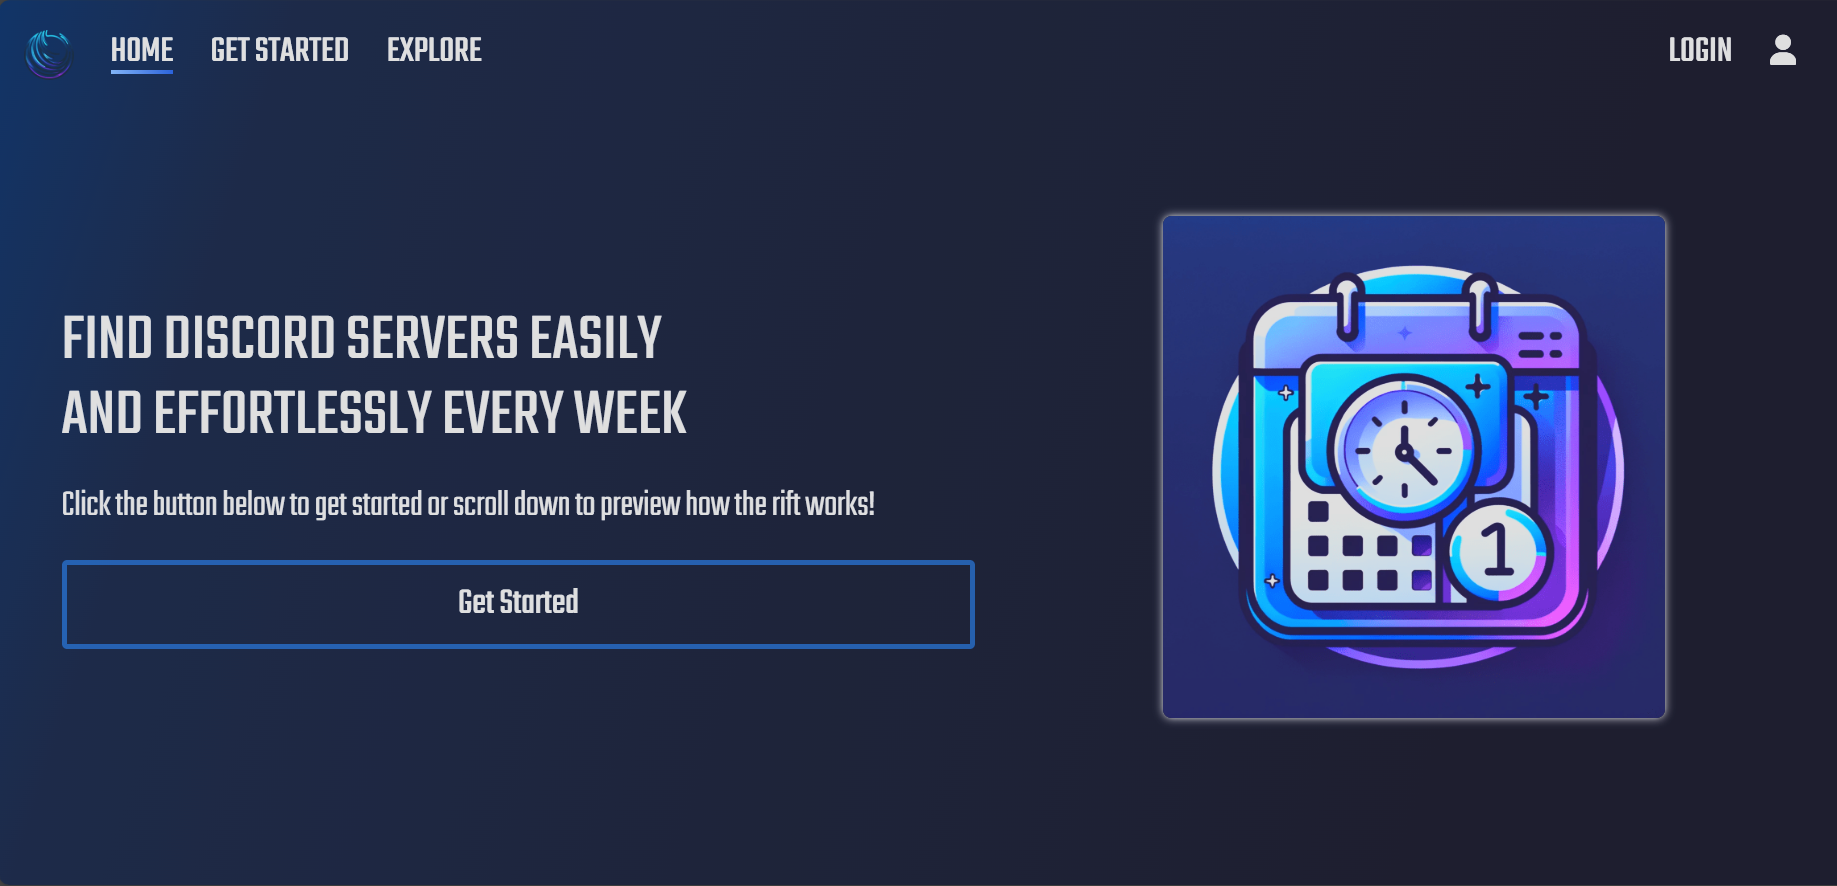 HOME
GET STARTED
EXPLORE
LOGIN
FIND DISCORD SERVERS EASILY
AND EFFORTLESSLY EVERY WEEK
Click the button below to get started or scroll down to preview how the rift works!
Get Started
1